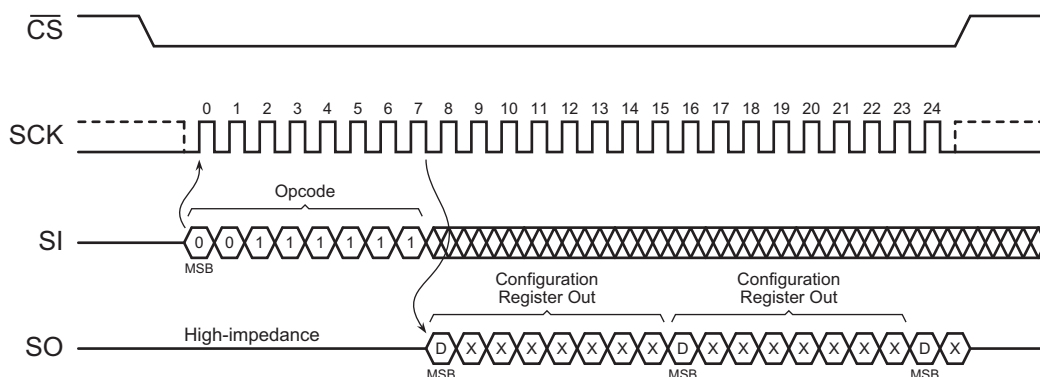 CS
0 1 2 3 4 5 6 7 8 9 10 11 12 13 14 15 16 17 18 19 20 21 22 23 24
SCK
Opcode
SI
0 0 1 1 1 1 1 1
MSB
Configuration
Register Out
Configuration
Register Out
High-impedance
SO
D X X X X X X X D X X X X X X X D X
MSB MSB MSB